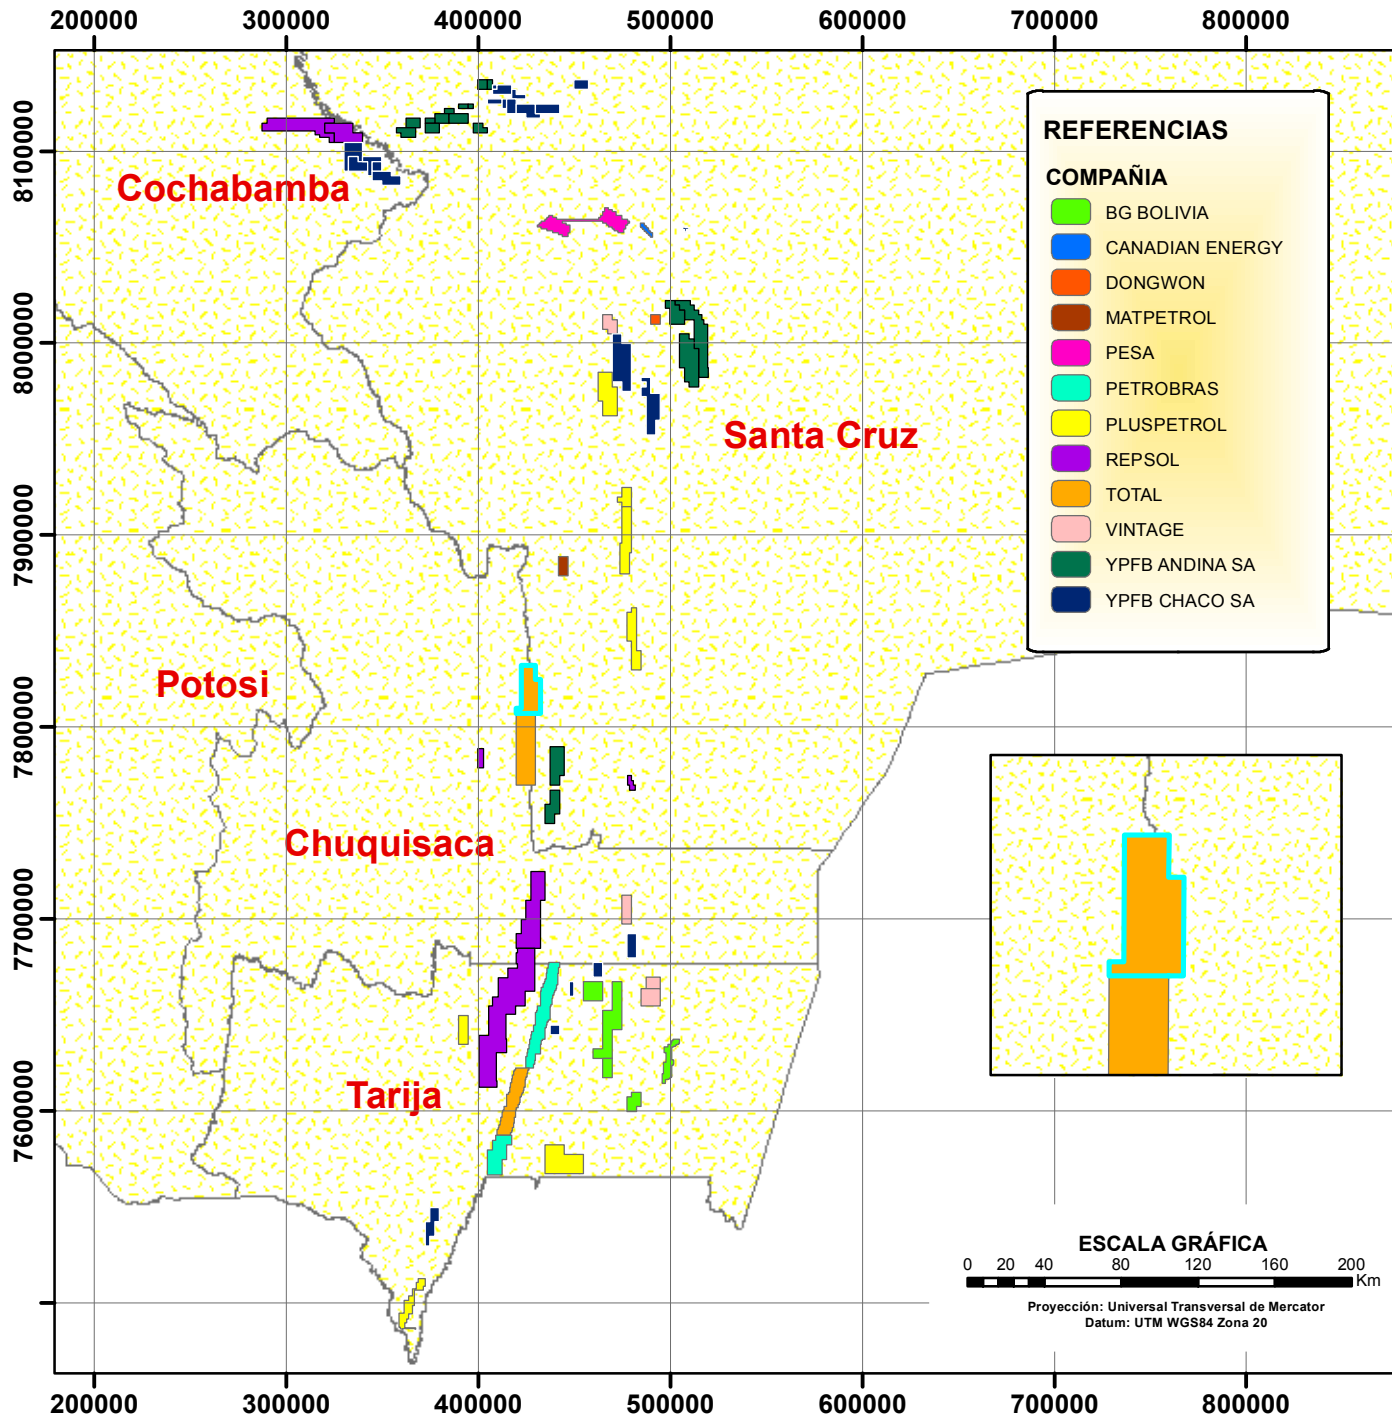 200000 300000 400000 500000 600000 700000 800000
8100000
8000000
7900000
7800000
7700000
7600000
Cochabamba
Santa Cruz
Potosi
Chuquisaca
Tarija
REFERENCIAS
COMPAÑIA
BG BOLIVIA
CANADIAN ENERGY
DONGWON
MATPETROL
PESA
PETROBRAS
PLUSPETROL
REPSOL
TOTAL
VINTAGE
YPFB ANDINA SA
YPFB CHACO SA
ESCALA GRÁFICA
0 20 40 80 120 160 200
Km
Proyección: Universal Transversal de Mercator
Datum: UTM WGS84 Zona 20
200000 300000 400000 500000 600000 700000 800000